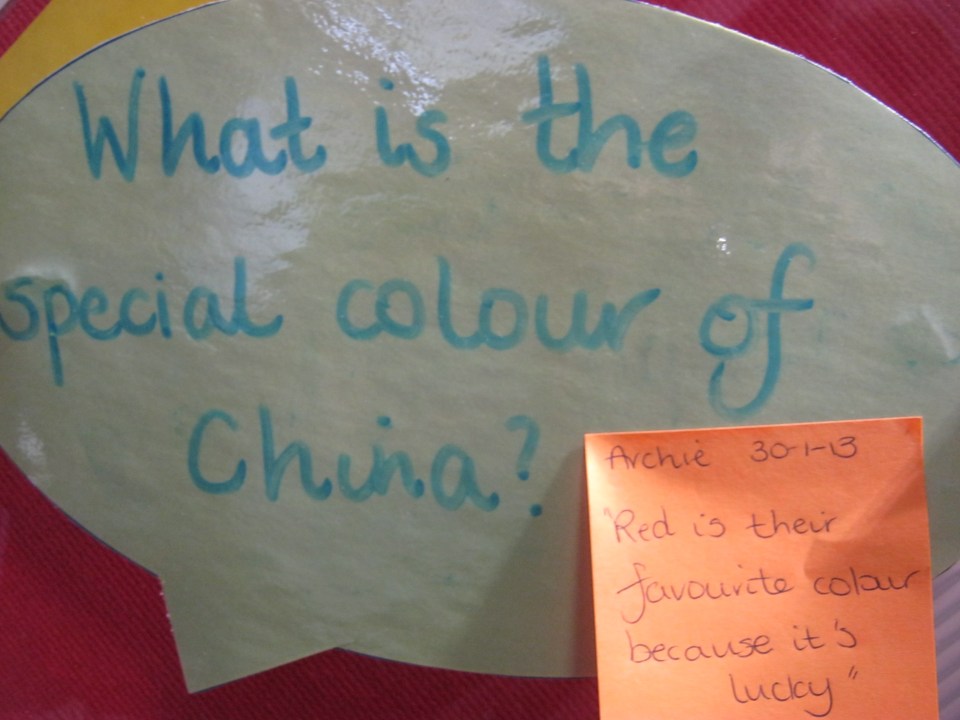 What is the
special colour of
China?
Archie 30-1-13
"Red is their
favourite colour
because it's
lucky"